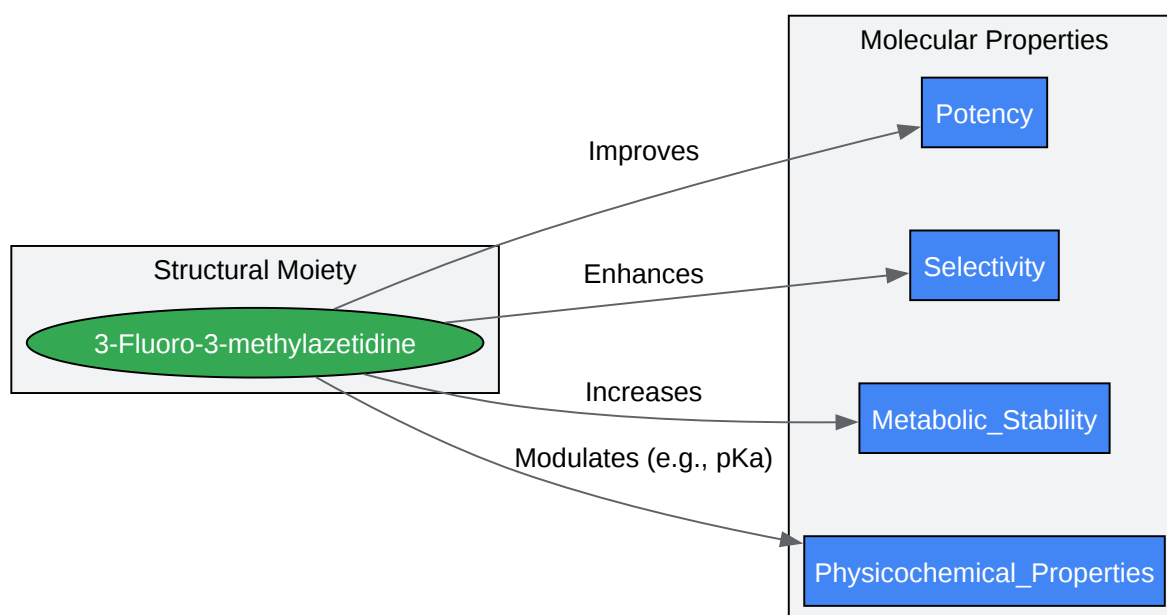 Structural Moiety
3-Fluoro-3-methylazetidine
Improves
Enhances
Increases
Modulates (e.g., pKa)
Molecular Properties
Potency
Selectivity
Metabolic_Stability
Physicochemical_Properties